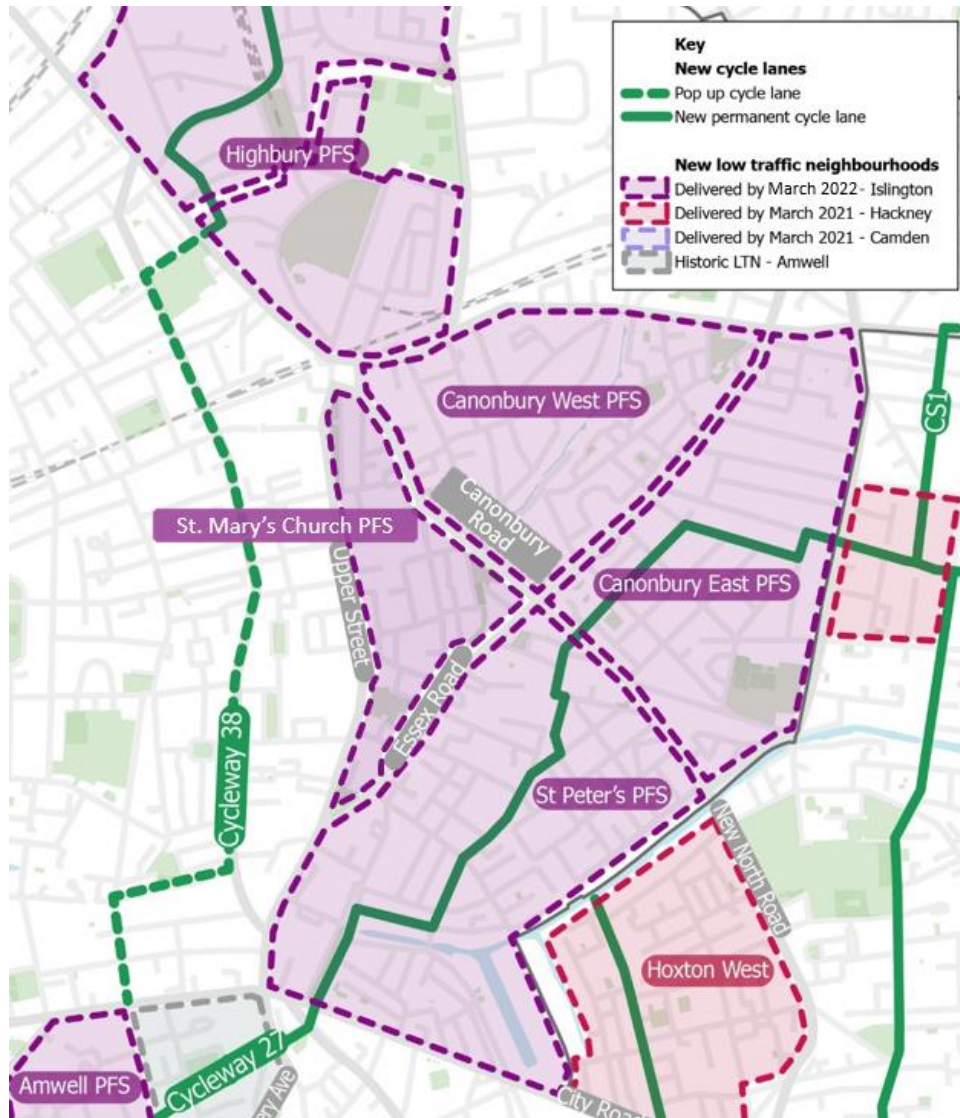 Key
New cycle lanes
Pop up cycle lane
New permanent cycle lane
New low traffic neighbourhoods
Delivered by March 2022 - Islington
Delivered by March 2021 - Hackney
Delivered by March 2021 - Camden
Historic LTN - Amwell
Highbury PFS
Canonbury West PFS
CS1
Canonbury
Road
St. Mary's Church PFS
Upper Street
Canonbury East PFS
Essex Road
Cycleway 38
St Peter's PFS
New North Road
Hoxton West
Cycleway 27
Amwell PFS
ery Ave
City Road